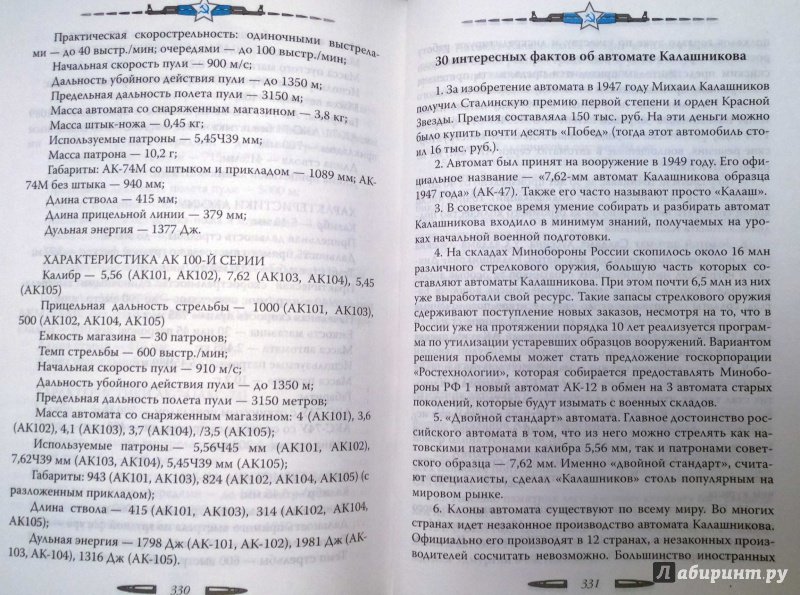 Практическая скорострельность: одиночными выстрела-
ми — до 40 выстр./мин; очередями — до 100 выстр./мин;
Начальная скорость пули — 900 м/с;
Дальность убойного действия пули — до 1350 м;
Предельная дальность полета пули — 3150 м;
Масса автомата со снаряженным магазином — 3,8 кг;
Масса штык-ножа — 0,45 кг;
Используемые патроны — 5,45Ч39 мм;
Масса патрона — 10,2 г;
Габариты: АК-74М со штыком и прикладом — 1089 мм; АК-
74М без штыка — 940 мм;
Длина ствола — 415 мм;
Длина прицельной линии — 379 мм;
Дульная энергия — 1377 Дж.
ХАРАКТЕРИСТИКА АК 100-Й СЕРИИ
Калибр — 5,56 (АК101, АК102), 7,62 (АК103, АК104), 5,45
(АК105)
Прицельная дальность стрельбы — 1000 (АК101, АК103),
500 (АК102, АК104, АК105)
Емкость магазина — 30 патронов;
Темп стрельбы — 600 выстр./мин;
Начальная скорость пули — 910 м/с;
Дальность убойного действия пули — до 1350 м;
Предельная дальность полета пули — 3150 метров;
Масса автомата со снаряженным магазином: 4 (АК101), 3,6
(АК102), 4,1 (АК103), 3,7 (АК104), /3,5 (АК105);
Используемые патроны — 5,56Ч45 мм (АК101, АК102),
7,62Ч39 мм (АК103, АК104), 5,45Ч39 мм (АК105);
Габариты: 943 (АК101, АК103), 824 (АК102, АК104, АК105) (с
разложенным прикладом);
Длина ствола — 415 (АК101, АК103), 314 (АК102, АК104,
АК105);
Дульная энергия — 1798 Дж (АК-101, АК-102), 1981 Дж (АК-
103, АК-104), 1316 Дж (АК-105).
330
30 интересных фактов об автомате Калашникова
1. За изобретение автомата в 1947 году Михаил Калашников
получил Сталинскую премию первой степени и орден Красной
Звезды. Премия составляла 150 тыс. руб. На эти деньги можно
было купить почти десять «Побед» (тогда этот автомобиль сто-
ил 16 тыс. руб.).
2. Автомат был принят на вооружение в 1949 году. Его офи-
циальное название — «7,62-мм автомат Калашникова образца
1947 года» (АК-47). Также его часто называют просто «Калаш».
3. В советское время умение собирать и разбирать автомат
Калашникова входило в минимум знаний, получаемых на уро-
ках начальной военной подготовки.
4. На складах Минобороны России скопилось около 16 млн
различного стрелкового оружия, большую часть которых со-
ставляют автоматы Калашникова. При этом почти 6,5 млн из них
уже выработали свой ресурс. Такие запасы стрелкового оружия
сдерживают поступление новых заказов, несмотря на то, что в
России уже на протяжении порядка 10 лет реализуется програм-
ма по утилизации устаревших образцов вооружений. Вариантом
решения проблемы может стать предложение госкорпорации
«Ростехнологии», которая собирается предоставлять Минобо-
роны РФ 1 новый автомат АК-12 в обмен на 3 автомата старых
поколений, которые будут изымать с военных складов.
5. «Двойной стандарт» автомата. Главное достоинство рос-
сийского автомата в том, что из него можно стрелять как на-
товскими патронами калибра 5,56 мм, так и патронами совет-
ского образца — 7,62 мм. Именно «двойной стандарт», счита-
ют специалисты, сделал «Калашников» столь популярным на
мировом рынке.
6. Клоны автомата существуют по всему миру. Во многих
странах идет незаконное производство автомата Калашникова.
Официально его производят в 12 странах, а незаконных произ-
водителей сосчитать невозможно. Большинство иностранных
331
Лабиринт.ру